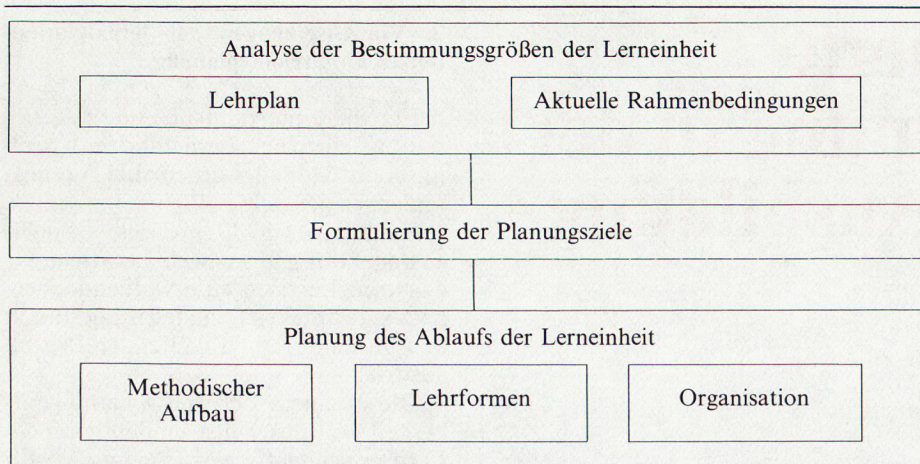 Analyse der Bestimmungsgrößen der Lerneinheit
Lehrplan
Aktuelle Rahmenbedingungen
Formulierung der Planungsziele
Planung des Ablaufs der Lerneinheit
Methodischer
Aufbau
Lehrformen
Organisation